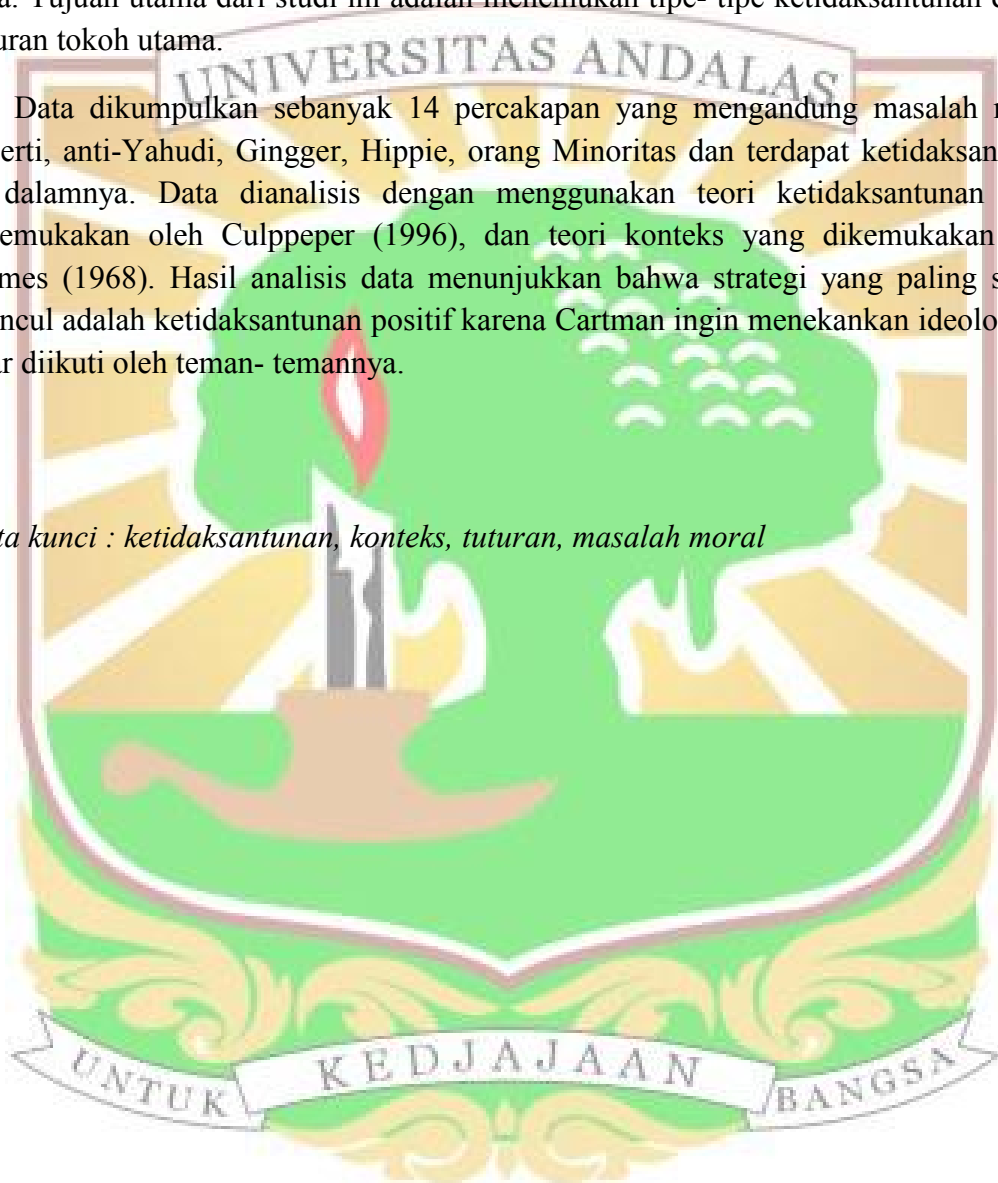 a. Tujuan utama dari studi ini adalah menemukan tipe- tipe ketidaksantunan
uran tokoh utama.
UNIVERSITAS ANDALAS
Data dikumpulkan sebanyak 14 percakapan yang mengandung masalah
erti, anti-Yahudi, Gingger, Hippie, orang Minoritas dan terdapat ketidaksan
dalamnya. Data dianalisis dengan menggunakan teori ketidaksantunan
emukakan oleh Culppeper (1996), dan teori konteks yang dikemukakan
mes (1968). Hasil analisis data menunjukkan bahwa strategi yang paling s
ncul adalah ketidaksantunan positif karena Cartman ingin menekankan ideolo
ar diikuti oleh teman- temannya.
ta kunci : ketidaksantunan, konteks, tuturan, masalah moral
UNTUK KEDJAJAAN BANGSA